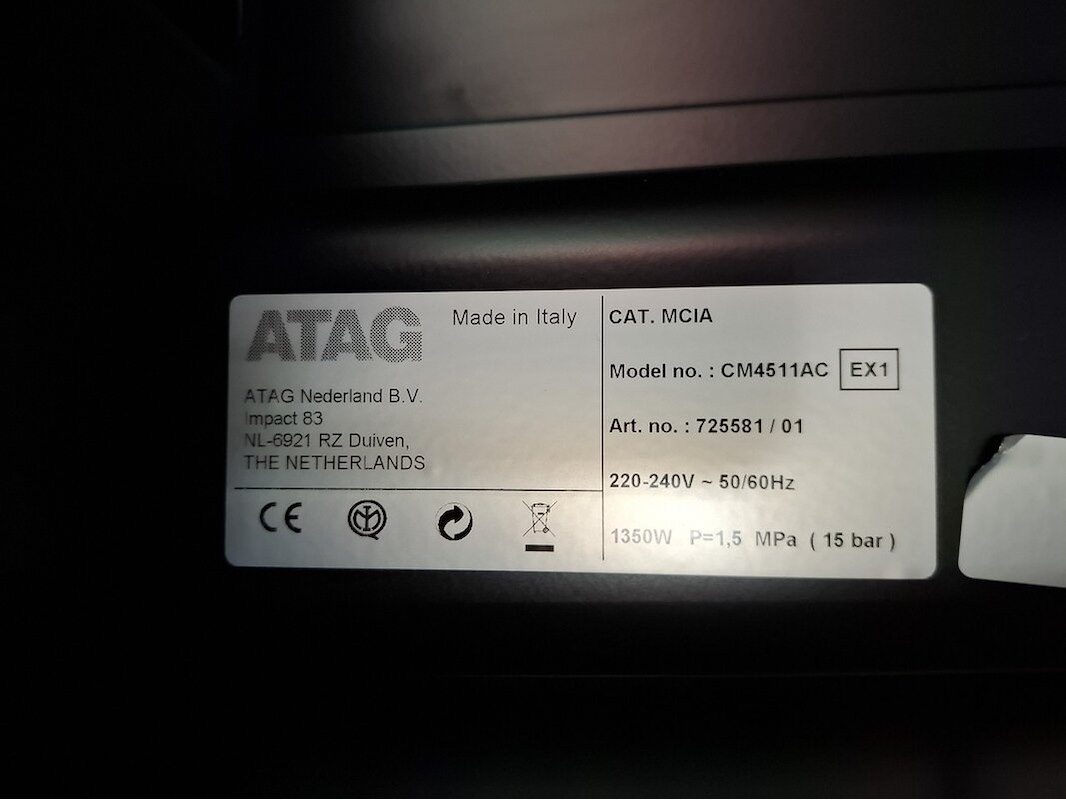 ATAG
Made in Italy
ATAG Nederland B.V.
Impact 83
NL-6921 RZ Duiven,
THE NETHERLANDS
CE
CAT. MCIA
Model no. : CM4511AC EX1
Art. no. : 725581 / 01
220-240V ~ 50/60Hz
1350W P=1,5 MPa ( 15 bar )